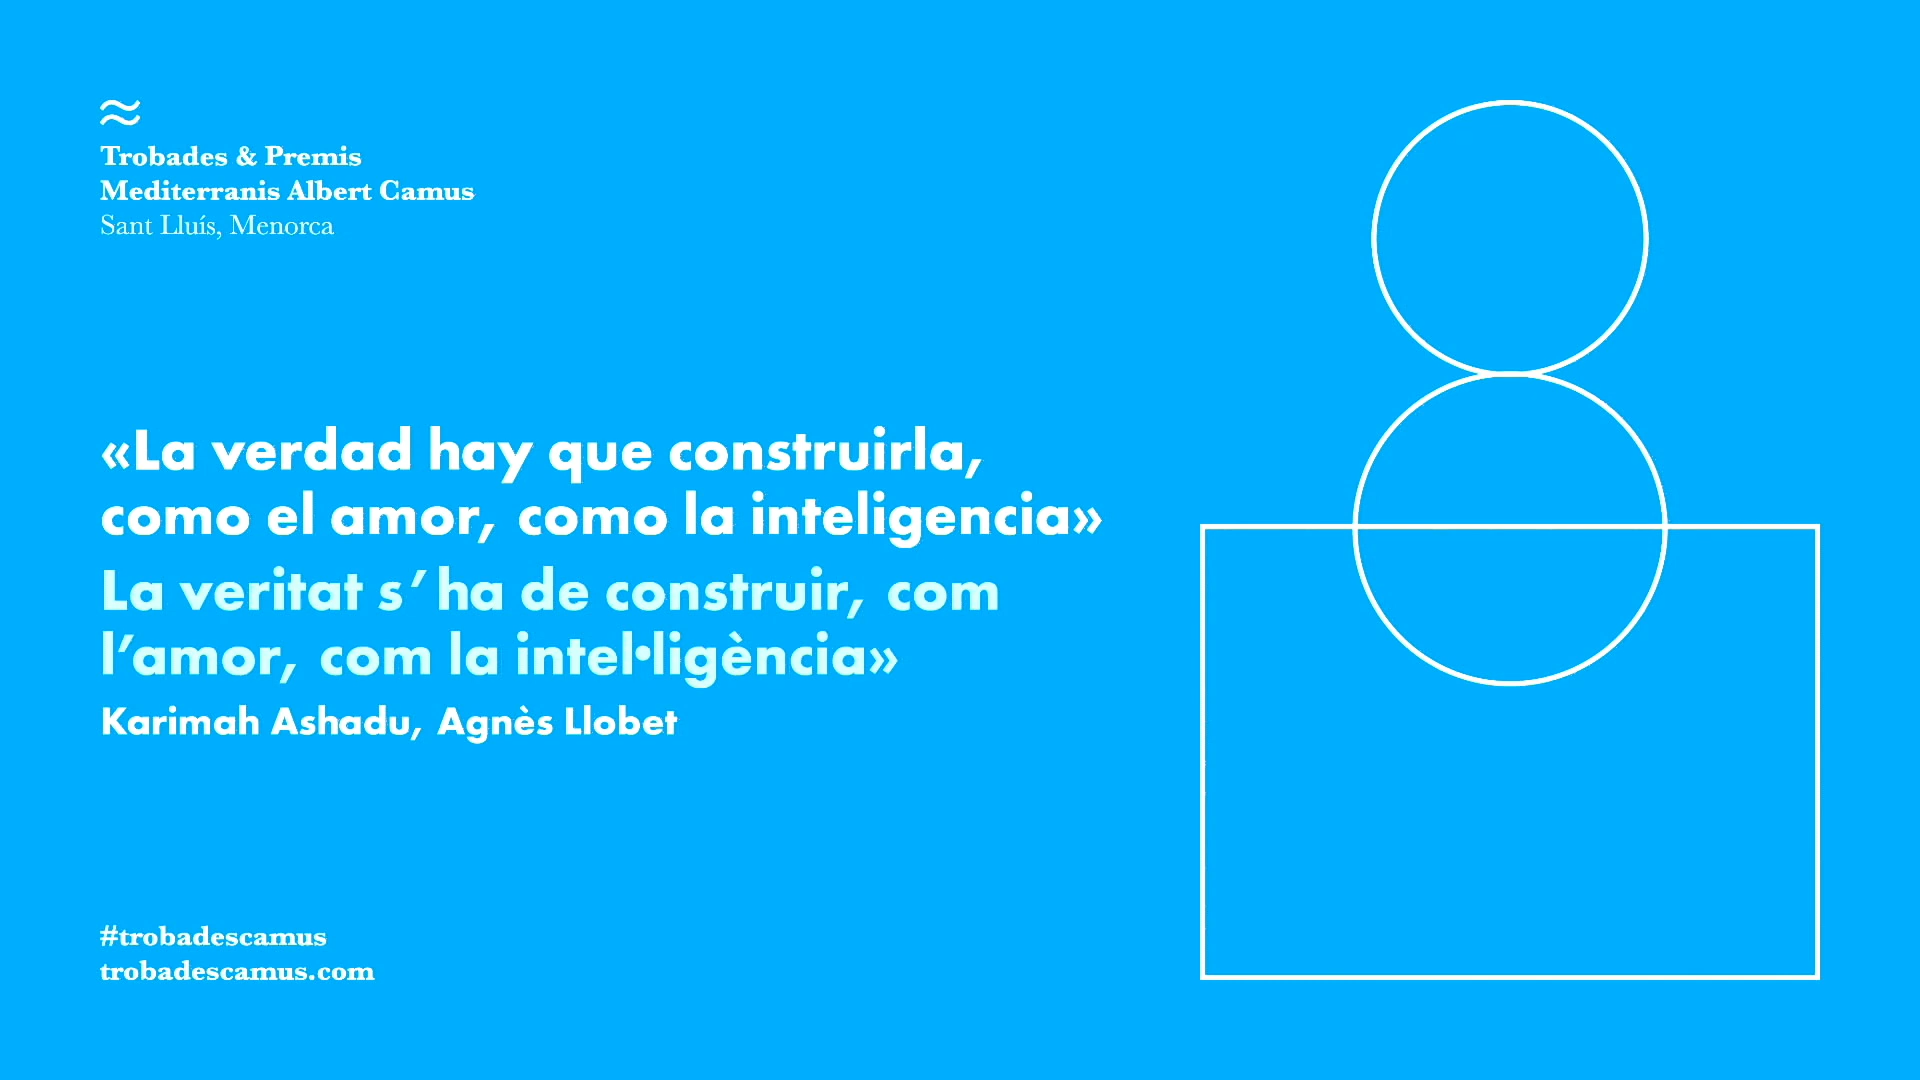 Trobades & Premis
Mediterranis Albert Camus
Sant Lluís, Menorca
«La verdad hay que construirla,
como el amor, como la inteligencia»
La veritat s’ha de construir, com
l’amor, com la intel·ligència»
Karimah Ashadu, Agnès Llobet
#trobadescamus
trobadescamus.com